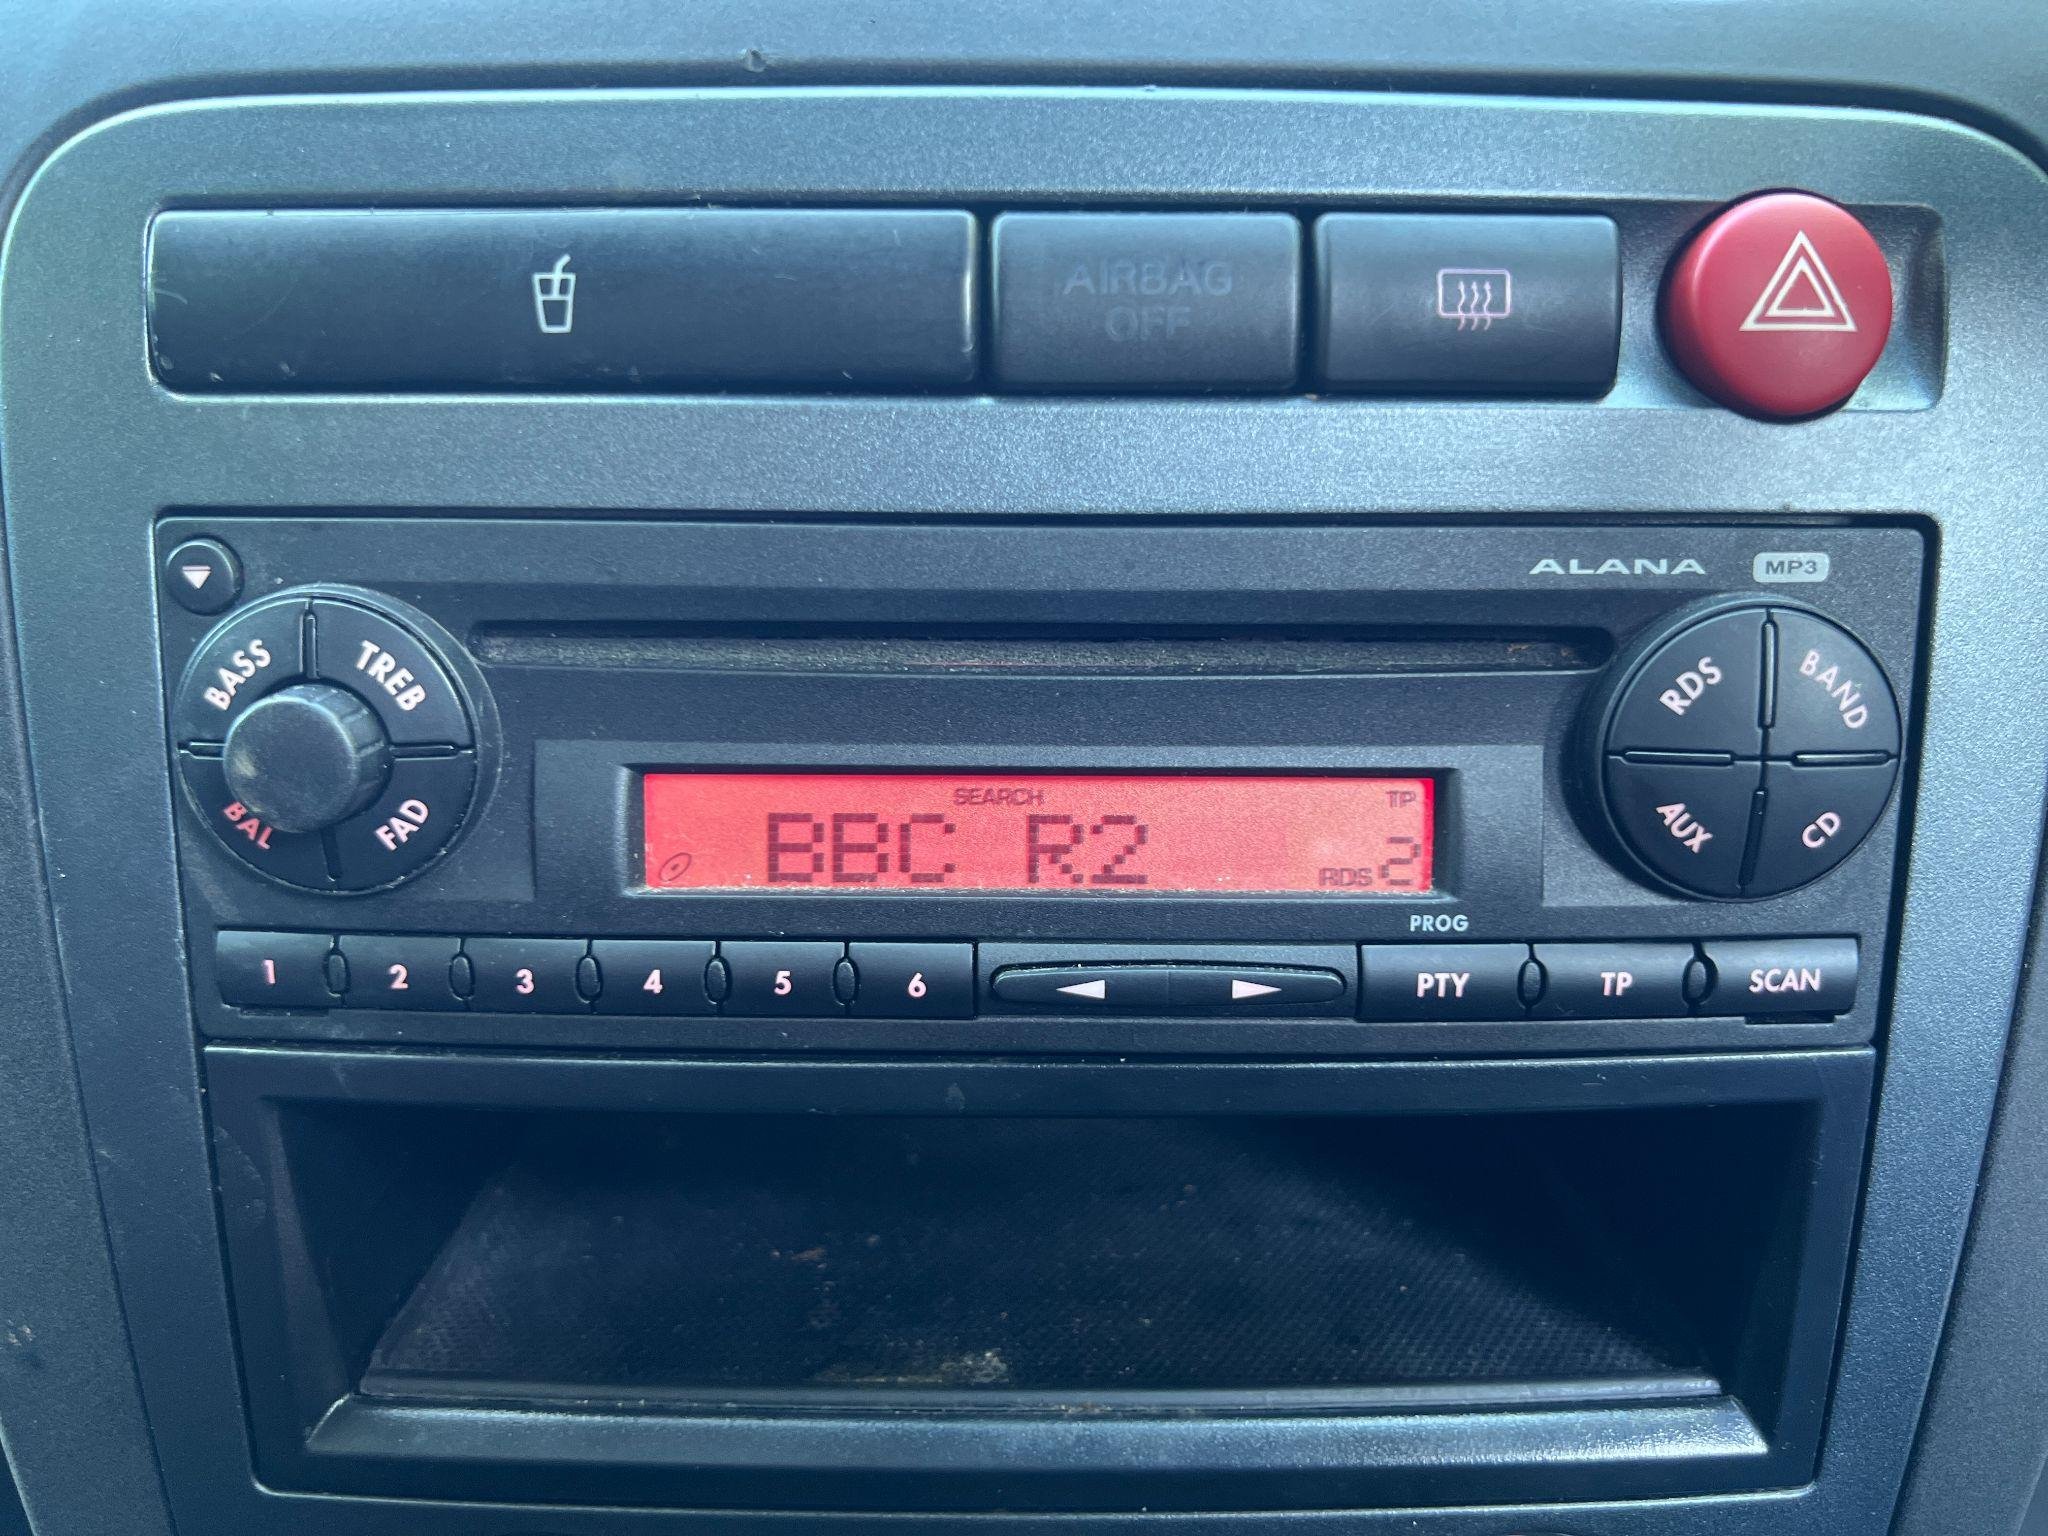 AIRBAG
OFF
ALANA MP3
BASS TREB
BAL FAD
SEARCH TP
BBC R2
RDS 2
RDS BAND
AUX CD
PROG
1 2 3 4 5 6 PTY TP SCAN